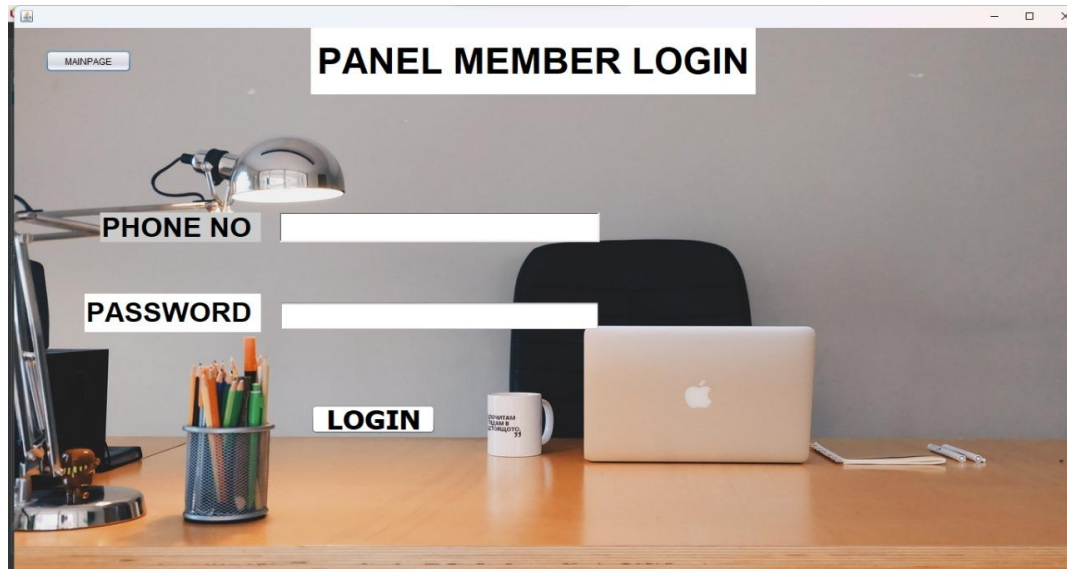 MAINPAGE
PANEL MEMBER LOGIN
PHONE NO
PASSWORD
LOGIN